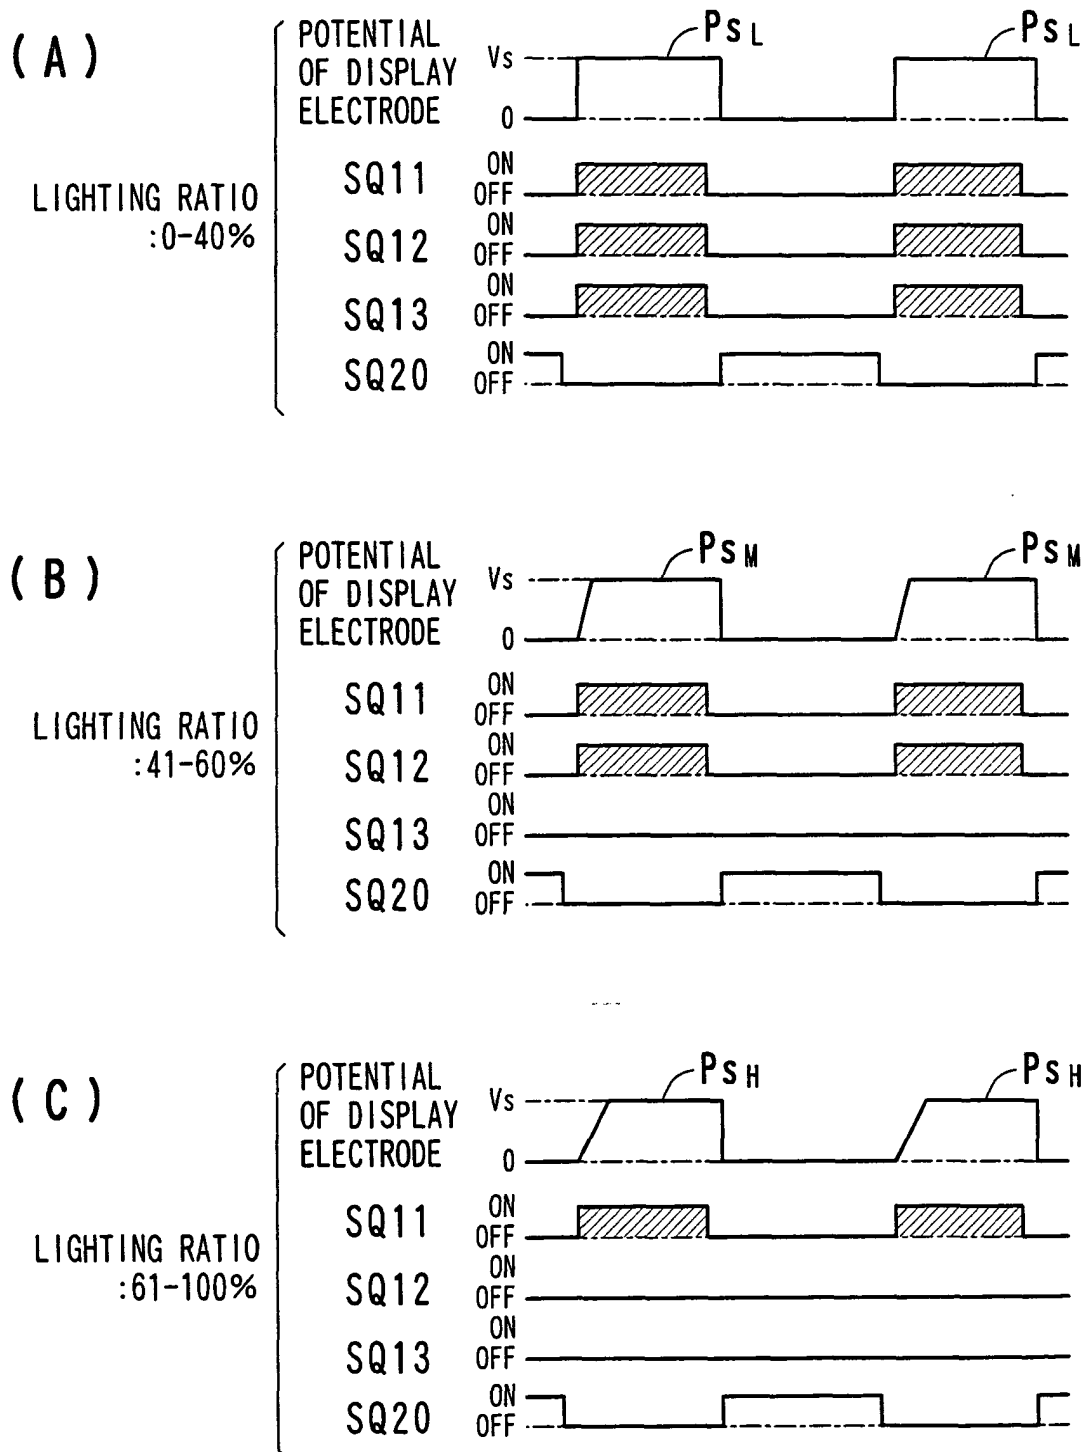 (A)
LIGHTING RATIO
:0-40%
POTENTIAL
OF DISPLAY
ELECTRODE
Vs
0
PsL
PsL
SQ11
ON
OFF
SQ12
ON
OFF
SQ13
ON
OFF
SQ20
ON
OFF
(B)
LIGHTING RATIO
:41-60%
POTENTIAL
OF DISPLAY
ELECTRODE
Vs
0
PsM
PsM
SQ11
ON
OFF
SQ12
ON
OFF
SQ13
ON
OFF
SQ20
ON
OFF
(C)
LIGHTING RATIO
:61-100%
POTENTIAL
OF DISPLAY
ELECTRODE
Vs
0
PsH
PsH
SQ11
ON
OFF
SQ12
ON
OFF
SQ13
ON
OFF
SQ20
ON
OFF